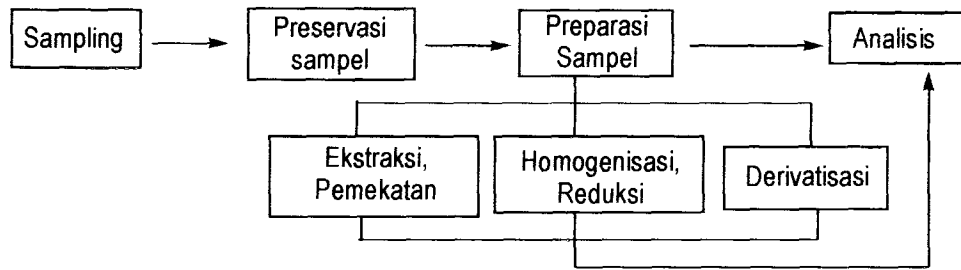 Sampling
Preservasi
sampel
Preparasi
Sampel
Analisis
Ekstraksi,
Pemekatan
Homogenisasi,
Reduksi
Derivatisasi